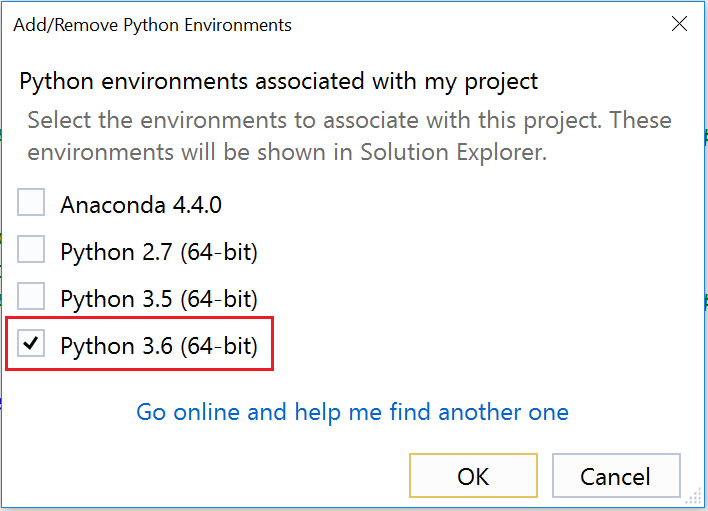 Add/Remove Python Environments
Python environments associated with my project
Select the environments to associate with this project. These
environments will be shown in Solution Explorer.
Anaconda 4.4.0
Python 2.7 (64-bit)
Python 3.5 (64-bit)
Python 3.6 (64-bit)
Go online and help me find another one
OK
Cancel